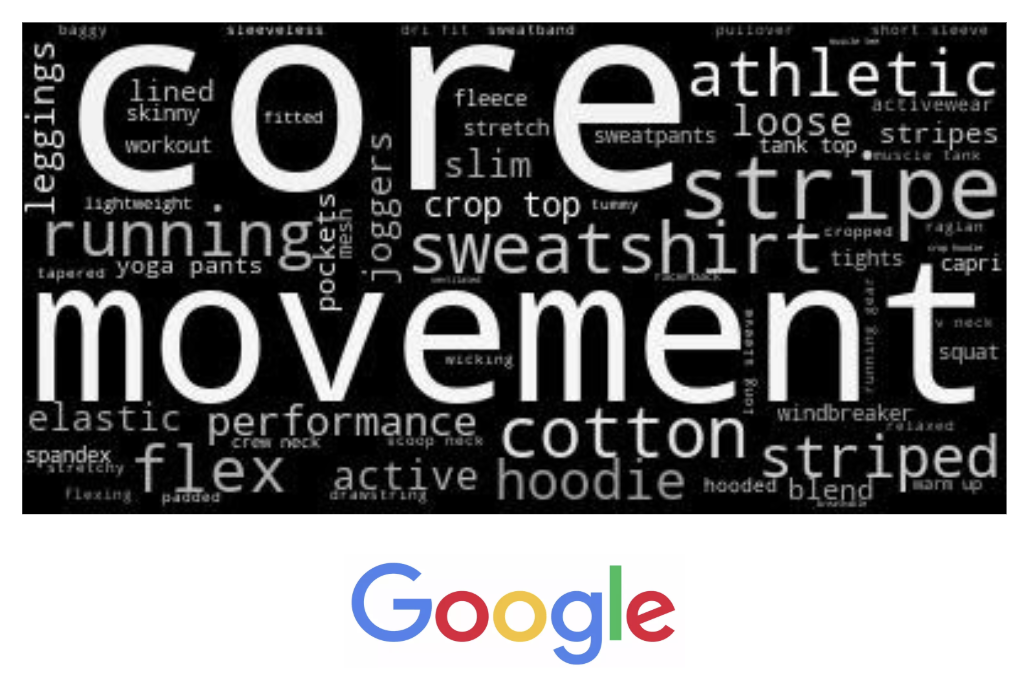 baggy sleeveless dri fit sweatband pullover short sleeve
muscle tee
core
athletic
leggings
lined
skinny
fitted
workout
fleece
stretch
sweatpants
slim
activewear
loose
stripes
tank top
muscle tank
stripe
joggers
lightweight
pockets
mesh
crop top
tummy
running
sweatshirt
cropped
raglan
crop hoodie
tights
capri
tapered
yoga pants
ventilated
racerback
movement
wicking
long sleeve
running gear
v neck
squat
elastic
performance
crew neck
scoop neck
cotton
windbreaker
relaxed
spandex
stretchy
flex
active
hoodie
striped
hooded
blend
warm up
flexing
padded
drawstring
breathable
Google